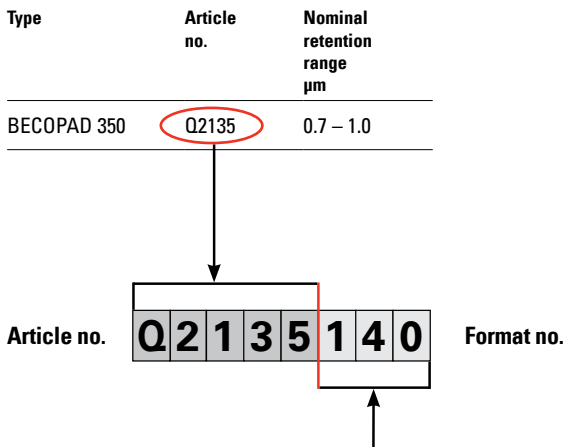 Type Article no. Nominal retention range µm
BECOPAD 350 Q2135 0.7 – 1.0
Article no. Q2135140 Format no.